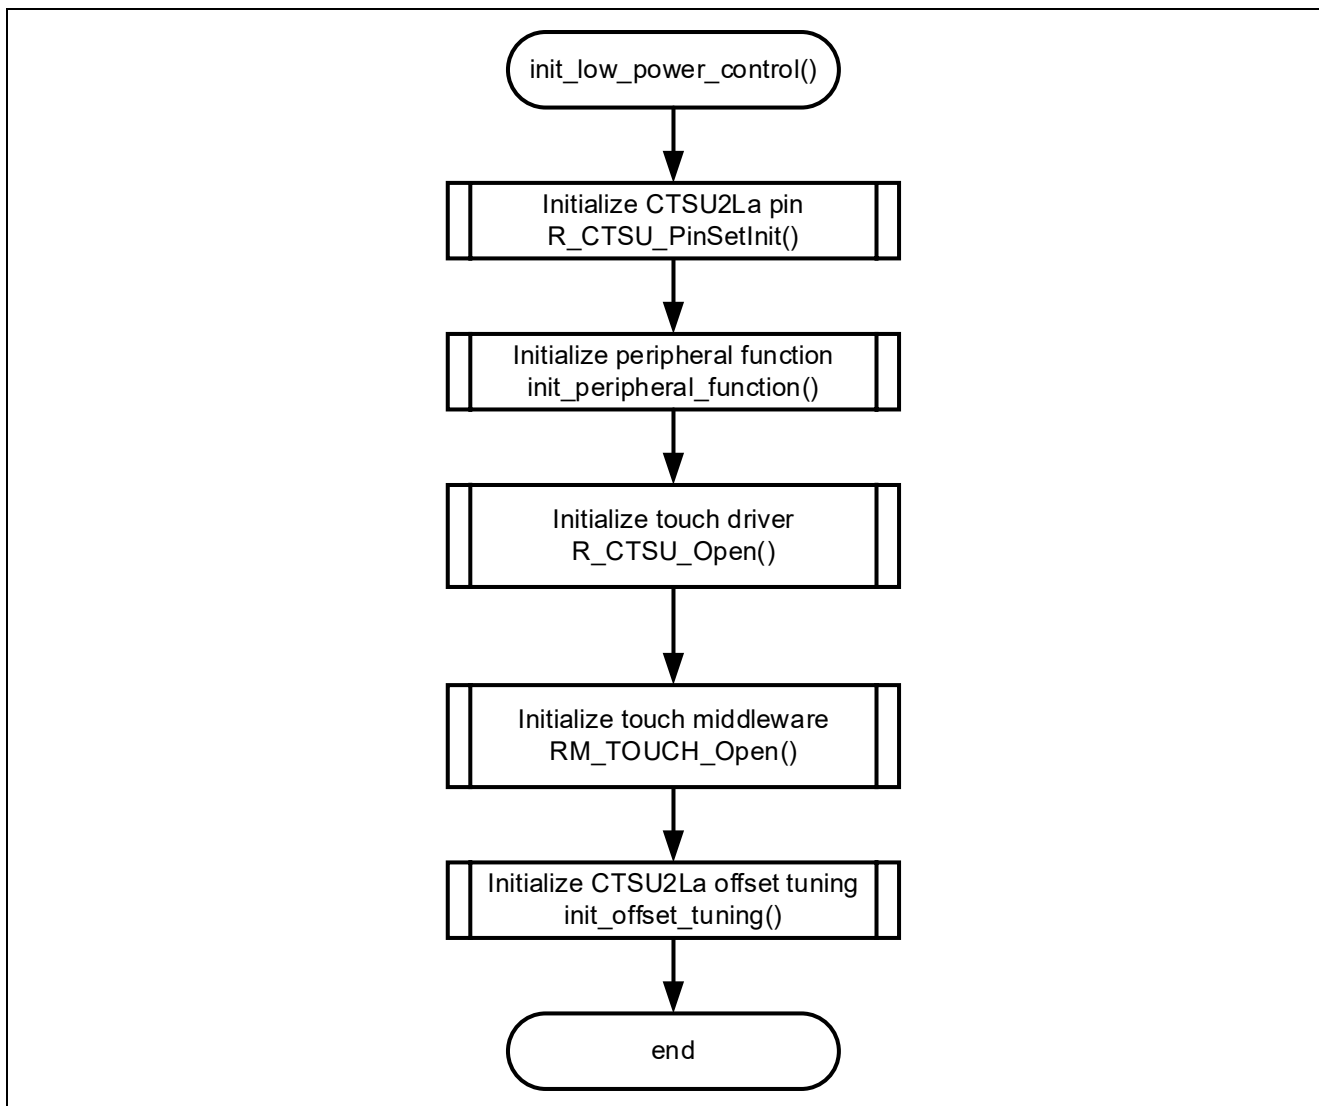 init_low_power_control()
Initialize CTSU2La pin
R_CTSU_PinSetInit()
Initialize peripheral function
init_peripheral_function()
Initialize touch driver
R_CTSU_Open()
Initialize touch middleware
RM_TOUCH_Open()
Initialize CTSU2La offset tuning
init_offset_tuning()
end